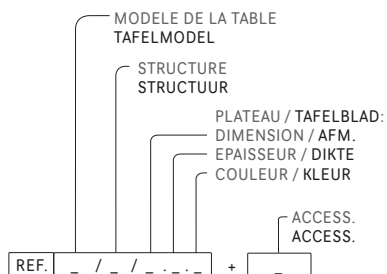 MODELE DE LA TABLE
TAFELMODEL
STRUCTURE
STRUCTUUR
PLATEAU / TAFELBLAD:
DIMENSION / AFM.
EPAISSEUR / DIKTE
COULEUR / KLEUR
ACCESS.
ACCESS.
REF. _ / _ / _ . _ . _ + _